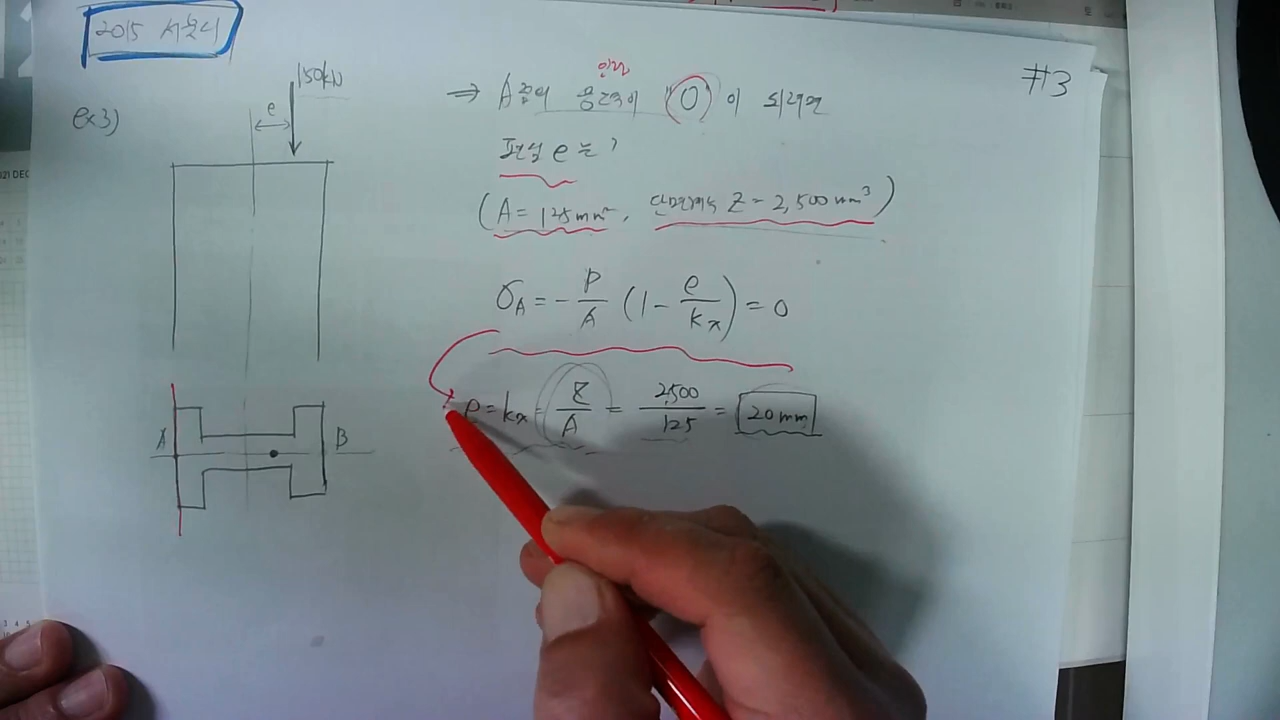 2015 서울시
#3
ex3)
150kN
e
인장
⇒ A점의 응력이 "0"이 되려면
편심 e는?
(A = 125mm², 단면계수 Z = 2,500mm³)
σA = - P/A (1 - e/kx) = 0
e = kx = Z/A = 2,500/125 = 20mm
A
B